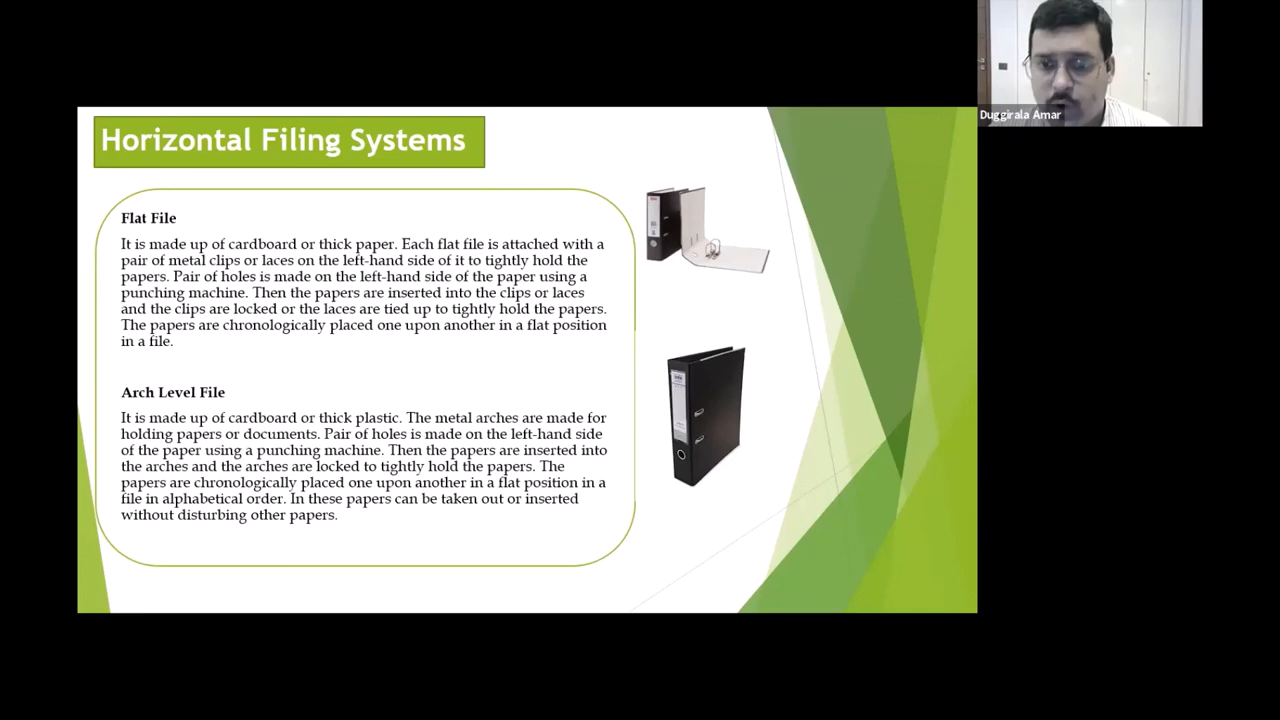 Duggirala Amar
Horizontal Filing Systems
Flat File
It is made up of cardboard or thick paper. Each flat file is attached with a
pair of metal clips or laces on the left-hand side of it to tightly hold the
papers. Pair of holes is made on the left-hand side of the paper using a
punching machine. Then the papers are inserted into the clips or laces
and the clips are locked or the laces are tied up to tightly hold the papers.
The papers are chronologically placed one upon another in a flat position
in a file.
Arch Level File
It is made up of cardboard or thick plastic. The metal arches are made for
holding papers or documents. Pair of holes is made on the left-hand side
of the paper using a punching machine. Then the papers are inserted into
the arches and the arches are locked to tightly hold the papers. The
papers are chronologically placed one upon another in a flat position in a
file in alphabetical order. In these papers can be taken out or inserted
without disturbing other papers.